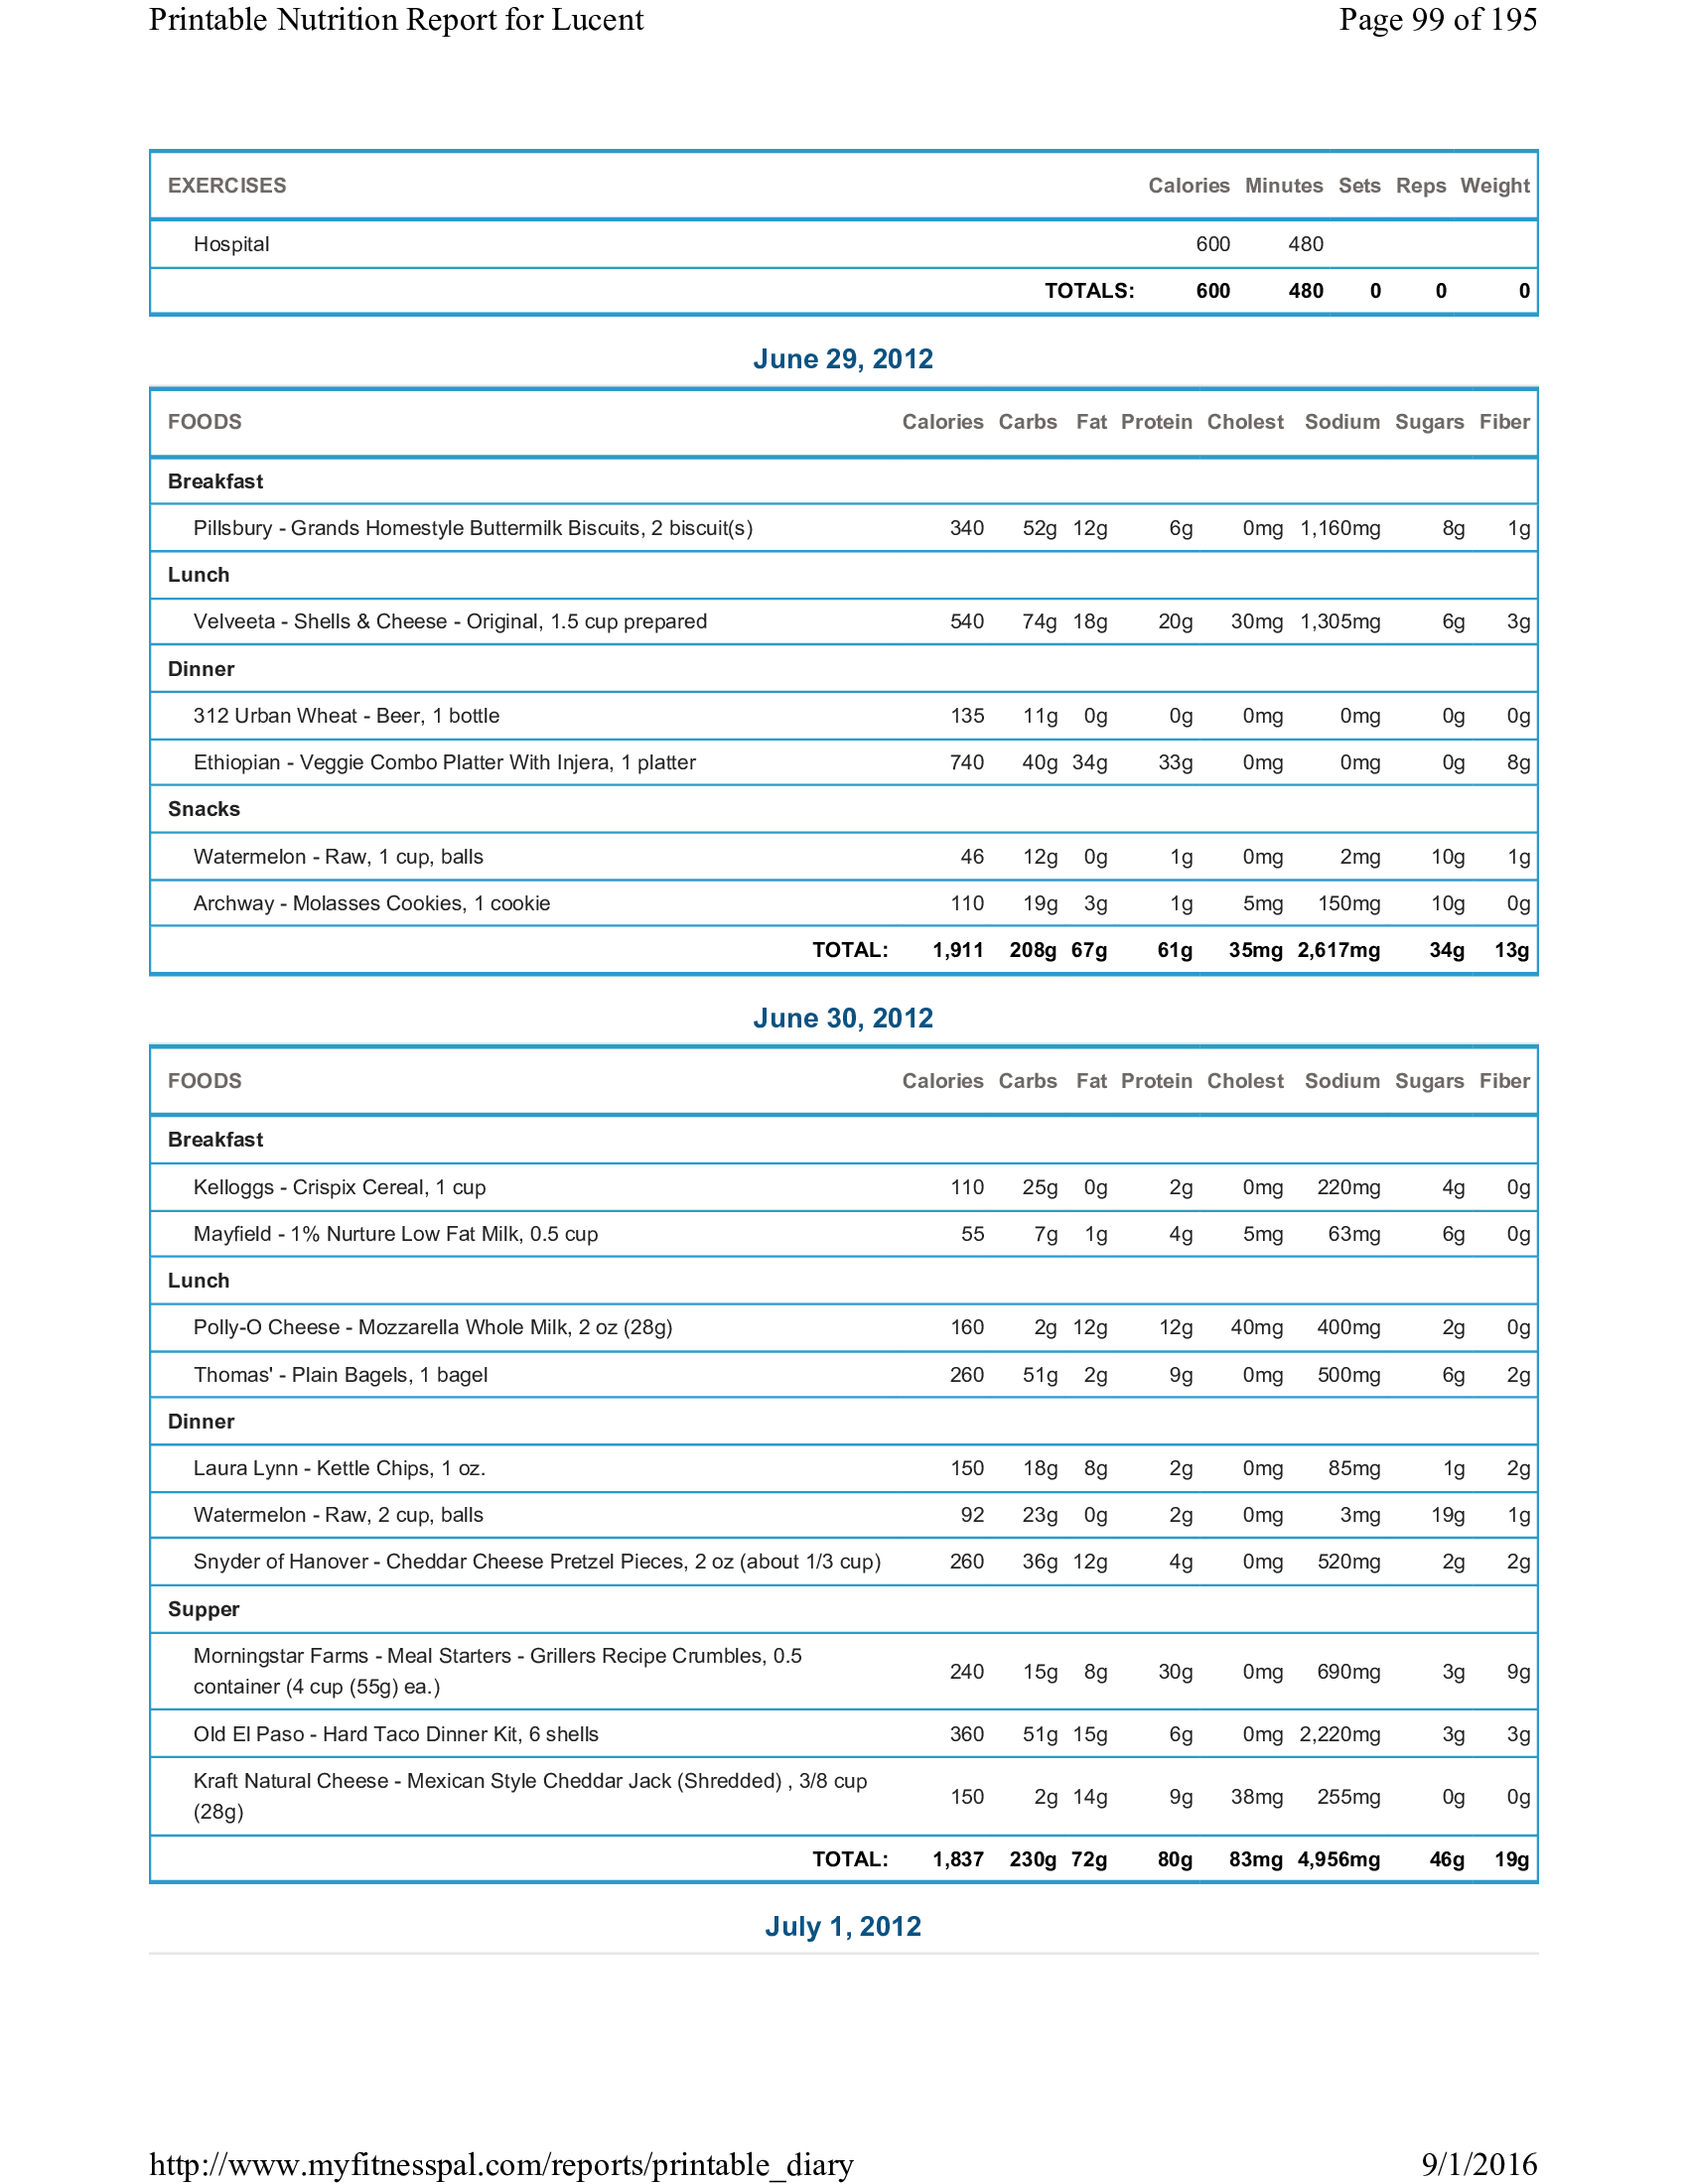 Printable Nutrition Report for Lucent Page 99 of 195
EXERCISES Calories Minutes Sets Reps Weight
Hospital 600 480
TOTALS: 600 480 0 0 0
June 29, 2012
FOODS Calories Carbs Fat Protein Cholest Sodium Sugars Fiber
Breakfast
Pillsbury - Grands Homestyle Buttermilk Biscuits, 2 biscuit(s) 340 52g 12g 6g 0mg 1,160mg 8g 1g
Lunch
Velveeta - Shells & Cheese - Original, 1.5 cup prepared 540 74g 18g 20g 30mg 1,305mg 6g 3g
Dinner
312 Urban Wheat - Beer, 1 bottle 135 11g 0g 0g 0mg 0mg 0g 0g
Ethiopian - Veggie Combo Platter With Injera, 1 platter 740 40g 34g 33g 0mg 0mg 0g 8g
Snacks
Watermelon - Raw, 1 cup, balls 46 12g 0g 1g 0mg 2mg 10g 1g
Archway - Molasses Cookies, 1 cookie 110 19g 3g 1g 5mg 150mg 10g 0g
TOTAL: 1,911 208g 67g 61g 35mg 2,617mg 34g 13g
June 30, 2012
FOODS Calories Carbs Fat Protein Cholest Sodium Sugars Fiber
Breakfast
Kelloggs - Crispix Cereal, 1 cup 110 25g 0g 2g 0mg 220mg 4g 0g
Mayfield - 1% Nurture Low Fat Milk, 0.5 cup 55 7g 1g 4g 5mg 63mg 6g 0g
Lunch
Polly-O Cheese - Mozzarella Whole Milk, 2 oz (28g) 160 2g 12g 12g 40mg 400mg 2g 0g
Thomas' - Plain Bagels, 1 bagel 260 51g 2g 9g 0mg 500mg 6g 2g
Dinner
Laura Lynn - Kettle Chips, 1 oz. 150 18g 8g 2g 0mg 85mg 1g 2g
Watermelon - Raw, 2 cup, balls 92 23g 0g 2g 0mg 3mg 19g 1g
Snyder of Hanover - Cheddar Cheese Pretzel Pieces, 2 oz (about 1/3 cup) 260 36g 12g 4g 0mg 520mg 2g 2g
Supper
Morningstar Farms - Meal Starters - Grillers Recipe Crumbles, 0.5
container (4 cup (55g) ea.) 240 15g 8g 30g 0mg 690mg 3g 9g
Old El Paso - Hard Taco Dinner Kit, 6 shells 360 51g 15g 6g 0mg 2,220mg 3g 3g
Kraft Natural Cheese - Mexican Style Cheddar Jack (Shredded) , 3/8 cup
(28g) 150 2g 14g 9g 38mg 255mg 0g 0g
TOTAL: 1,837 230g 72g 80g 83mg 4,956mg 46g 19g
July 1, 2012
http://www.myfitnesspal.com/reports/printable_diary 9/1/2016